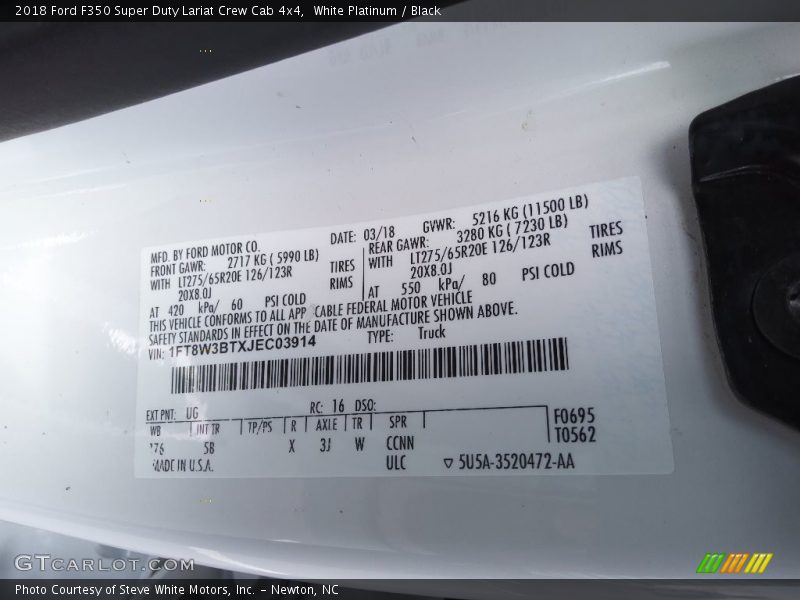 2018 Ford F350 Super Duty Lariat Crew Cab 4x4, White Platinum / Black
MFD. BY FORD MOTOR CO. DATE: 03/18 GVWR: 5216 KG (11500 LB)
FRONT GAWR: 2717 KG ( 5990 LB) REAR GAWR: 3280 KG ( 7230 LB)
WITH LT275/65R20E 126/123R TIRES WITH LT275/65R20E 126/123R TIRES
20X8.0J RIMS 20X8.0J RIMS
AT 420 kPa/ 60 PSI COLD AT 550 kPa/ 80 PSI COLD
THIS VEHICLE CONFORMS TO ALL APP CABLE FEDERAL MOTOR VEHICLE
SAFETY STANDARDS IN EFFECT ON THE DATE OF MANUFACTURE SHOWN ABOVE.
VIN: 1FT8W3BTXJEC03914 TYPE: Truck
EXT PNT: UG RC: 16 DSO:
WB INT TR TP/PS R AXLE TR SPR F0695
176 5B X 3J W CCNN T0562
MADE IN U.S.A. ULC ▽ 5U5A-3520472-AA
GTCARLOT.COM
Photo Courtesy of Steve White Motors, Inc. – Newton, NC